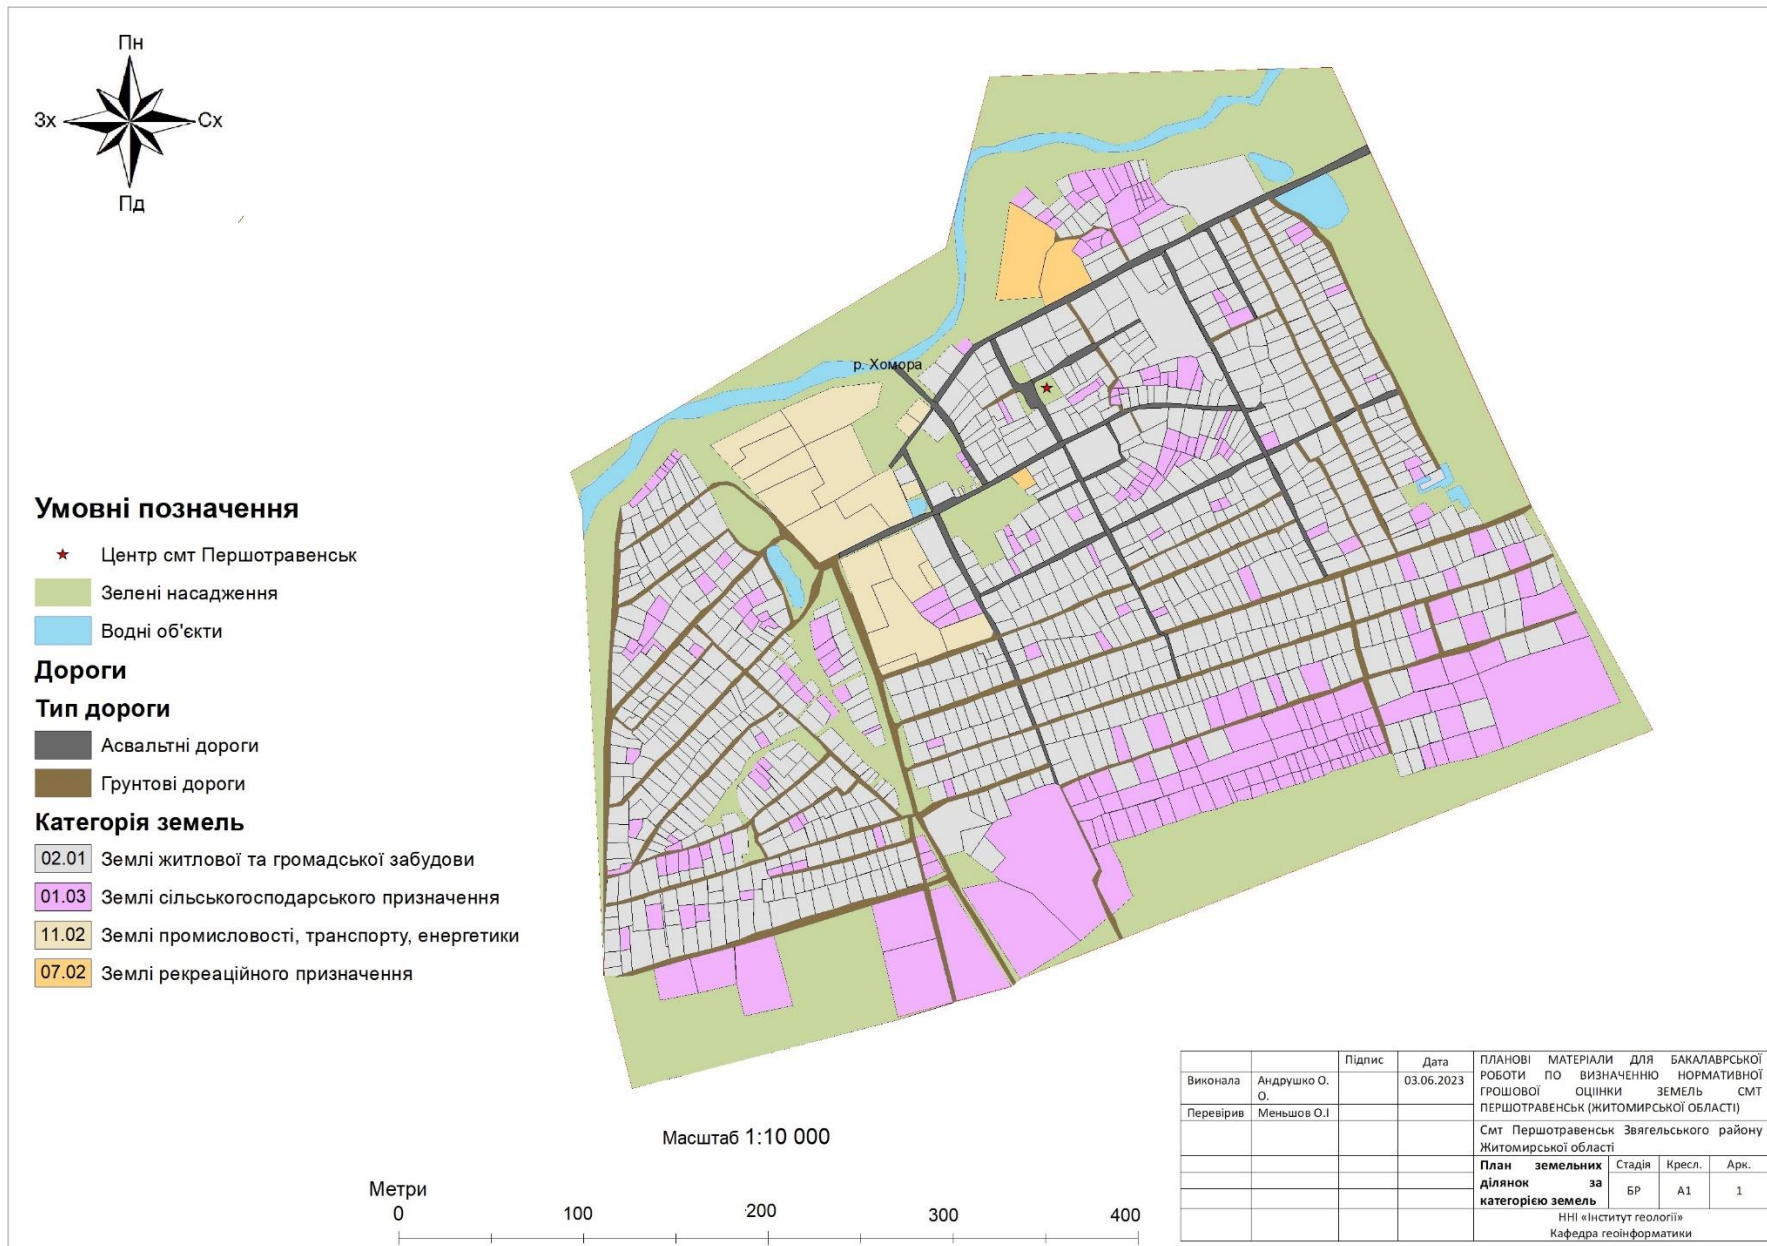 Пн
Зх
Сх
Пд
р. Хомора
Умовні позначення
Центр смт Першотравенськ
Зелені насадження
Водні об'єкти
Дороги
Тип дороги
Асвальтні дороги
Грунтові дороги
Категорія земель
02.01 Землі житлової та громадської забудови
01.03 Землі сільськогосподарського призначення
11.02 Землі промисловості, транспорту, енергетики
07.02 Землі рекреаційного призначення
Масштаб 1:10 000
Метри
0 100 200 300 400
Підпис Дата
Виконала Андрушко О.
О.
03.06.2023
Перевірив Меньшов О.І
ПЛАНОВІ МАТЕРІАЛИ ДЛЯ БАКАЛАВРСЬКОЇ
РОБОТИ ПО ВИЗНАЧЕННЮ НОРМАТИВНОЇ
ГРОШОВОЇ ОЦІНКИ ЗЕМЕЛЬ СМТ
ПЕРШОТРАВЕНСЬК (ЖИТОМИРСЬКОЇ ОБЛАСТІ)
Смт Першотравенськ Звягельського району
Житомирської області
План земельних
ділянок за
категорією земель
Стадія Кресл. Арк.
БР А1 1
ННІ «Інститут геології»
Кафедра геоінформатики